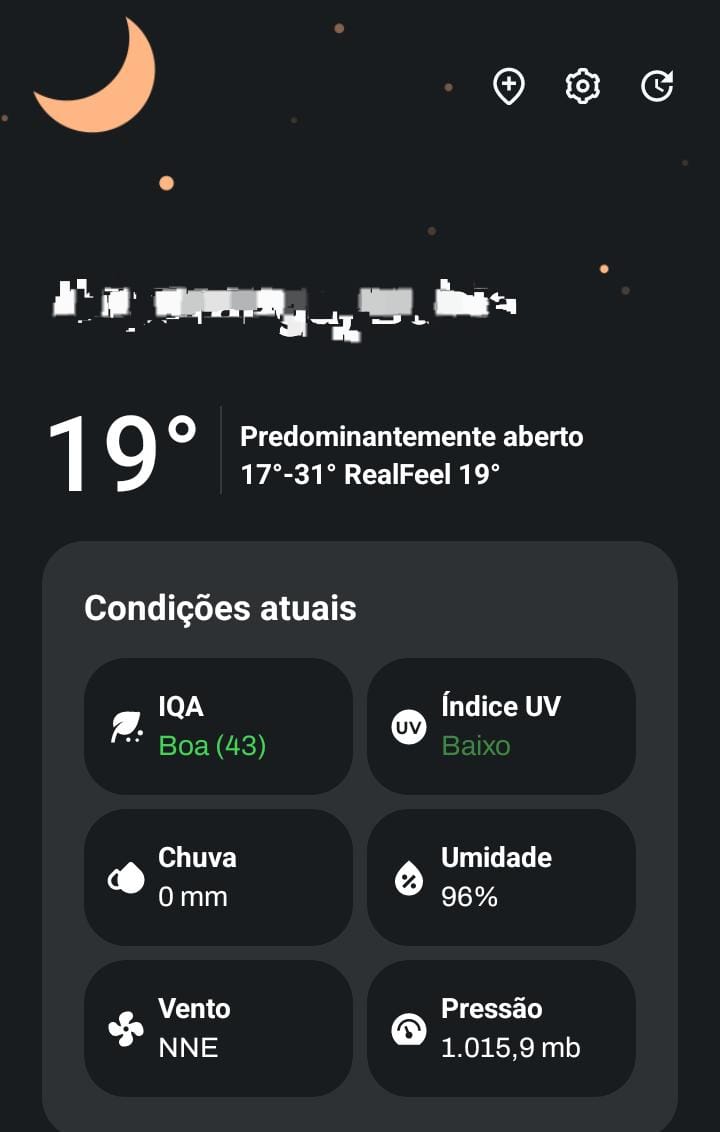 19°
Predominantemente aberto
17°-31° RealFeel 19°
Condições atuais
IQA
Boa (43)
UV
Índice UV
Baixo
Chuva
0 mm
Umidade
96%
Vento
NNE
Pressão
1.015,9 mb